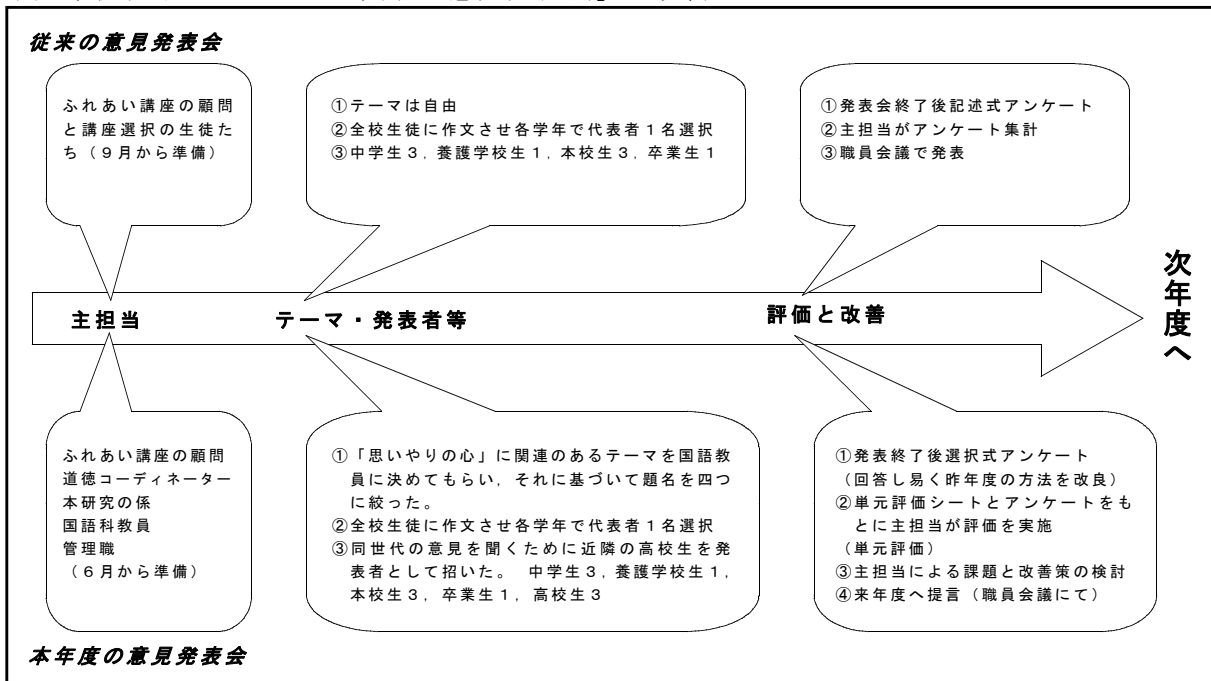 従来の意見発表会
ふれあい講座の顧問
と講座選択の生徒た
ち（９月から準備）
①テーマは自由
②全校生徒に作文させ各学年で代表者１名選択
③中学生３，養護学校生１，本校生３，卒業生１
①発表会終了後記述式アンケート
②主担当がアンケート集計
③職員会議で発表
主担当
テーマ・発表者等
評価と改善
次年度へ
ふれあい講座の顧問
道徳コーディネーター
本研究の係
国語科教員
管理職
（６月から準備）
①「思いやりの心」に関連のあるテーマを国語教
員に決めてもらい，それに基づいて題名を四つ
に絞った。
②全校生徒に作文させ各学年で代表者１名選択
③同世代の意見を聞くために近隣の高校生を発
表者として招いた。　中学生３，養護学校生１，
本校生３，卒業生１，高校生３
①発表終了後選択式アンケート
（回答し易く昨年度の方法を改良）
②単元評価シートとアンケートをも
とに主担当が評価を実施
（単元評価）
③主担当による課題と改善策の検討
④来年度へ提言（職員会議にて）
本年度の意見発表会